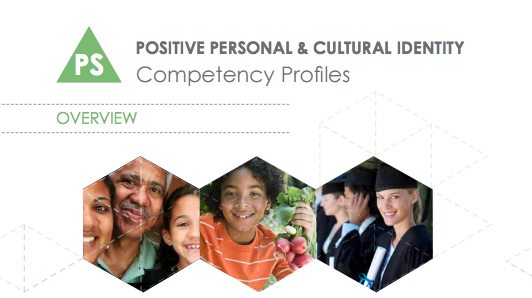 PS
POSITIVE PERSONAL & CULTURAL IDENTITY
Competency Profiles
OVERVIEW